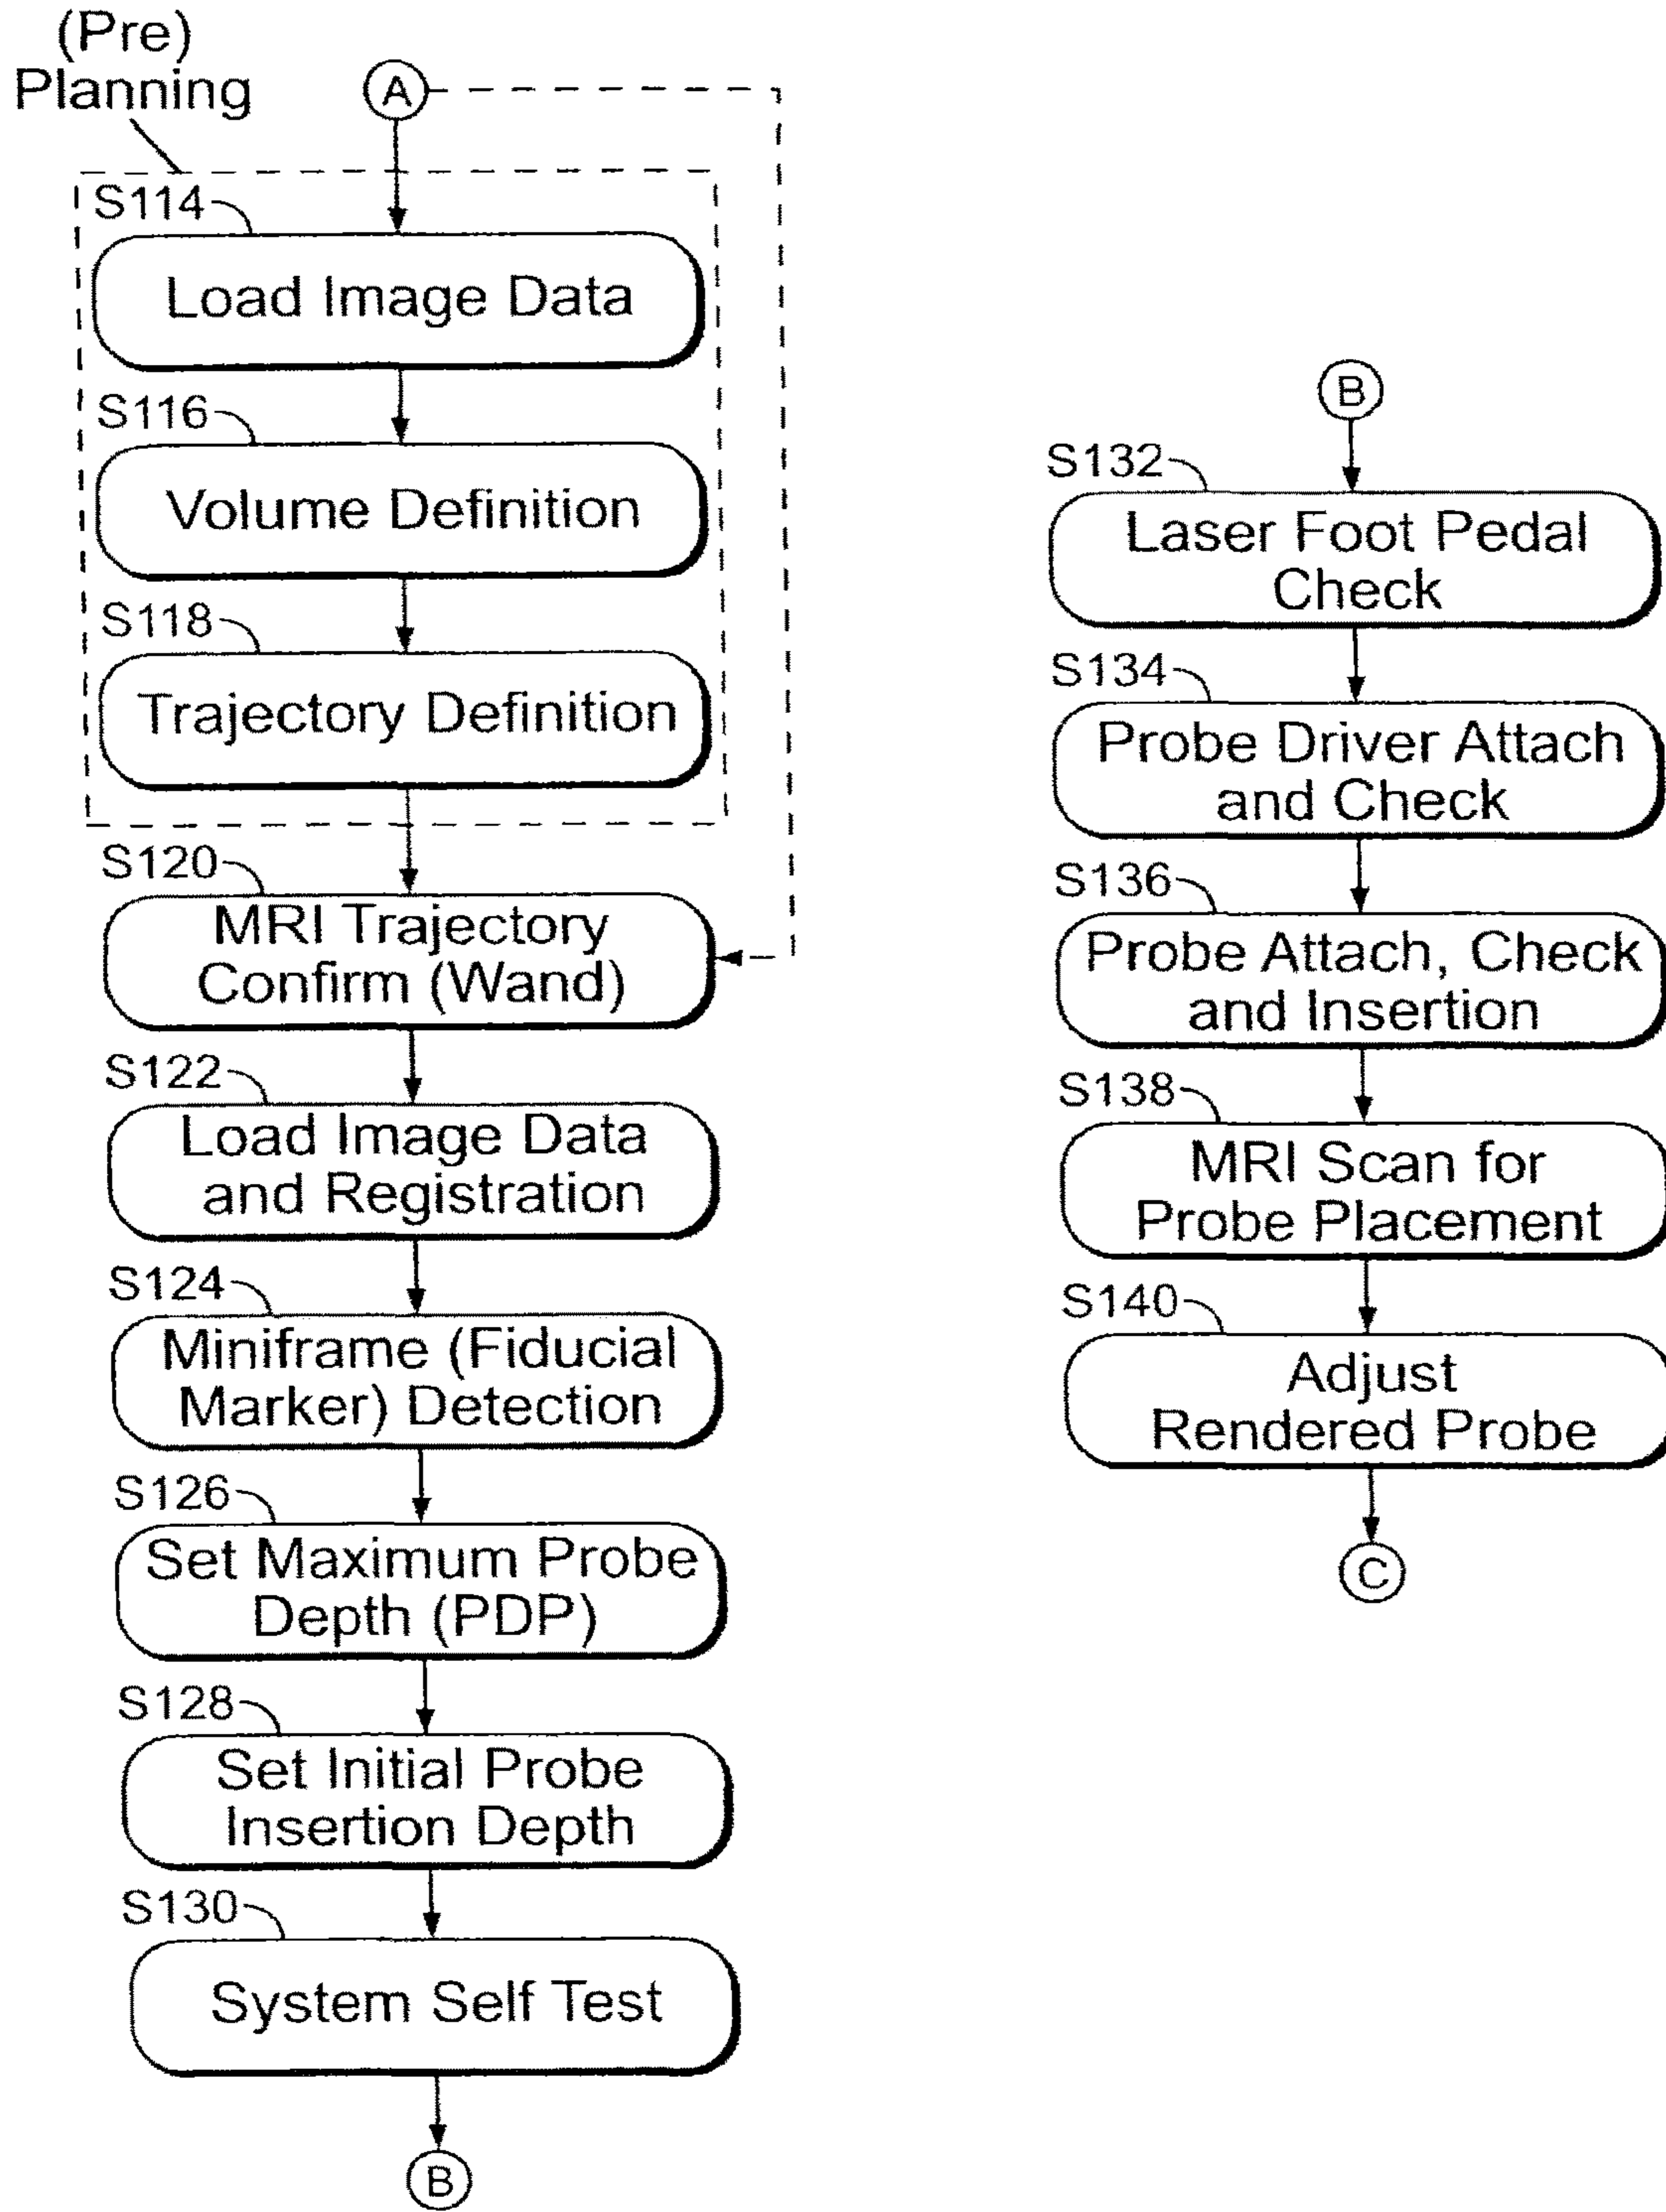 (Pre)
Planning
A
S114
Load Image Data
S116
Volume Definition
S118
Trajectory Definition
S120
MRI Trajectory
Confirm (Wand)
S122
Load Image Data
and Registration
S124
Miniframe (Fiducial
Marker) Detection
S126
Set Maximum Probe
Depth (PDP)
S128
Set Initial Probe
Insertion Depth
S130
System Self Test
B
B
S132
Laser Foot Pedal
Check
S134
Probe Driver Attach
and Check
S136
Probe Attach, Check
and Insertion
S138
MRI Scan for
Probe Placement
S140
Adjust
Rendered Probe
C